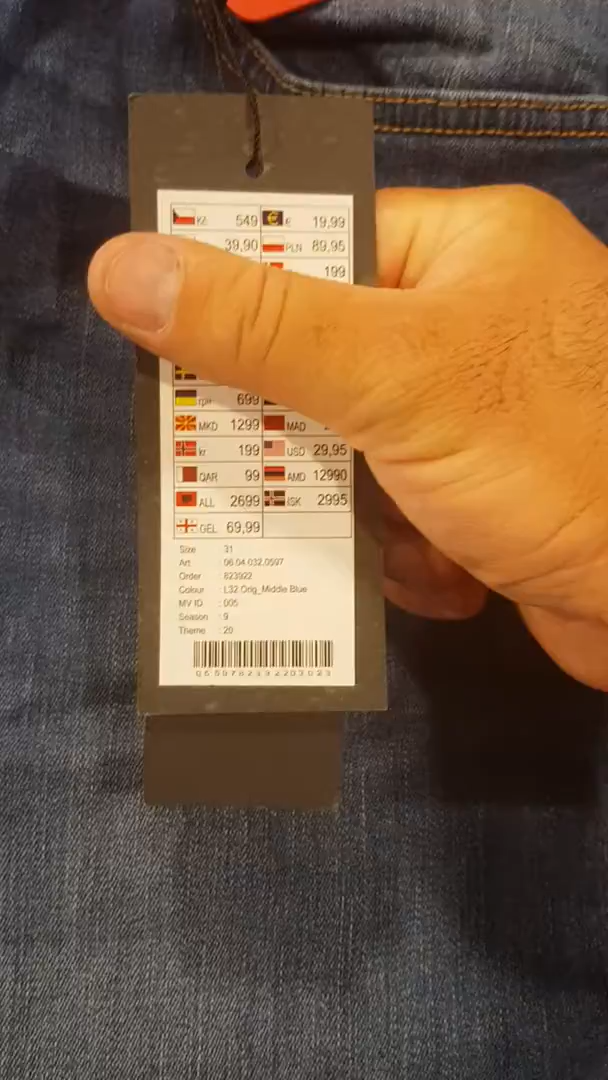 Kč 549 € 19,99
39,90 PLN 89,95
199
грн 699
MKD 1299 MAD
kr 199 USD 29,95
QAR 99 AMD 12990
ALL 2699 ISK 2995
GEL 69,99
Size : 31
Art : 06.04.032.0597
Order : 823922
Colour : L32.Orig_Middle Blue
MV ID : 005
Season : 9
Theme : 20